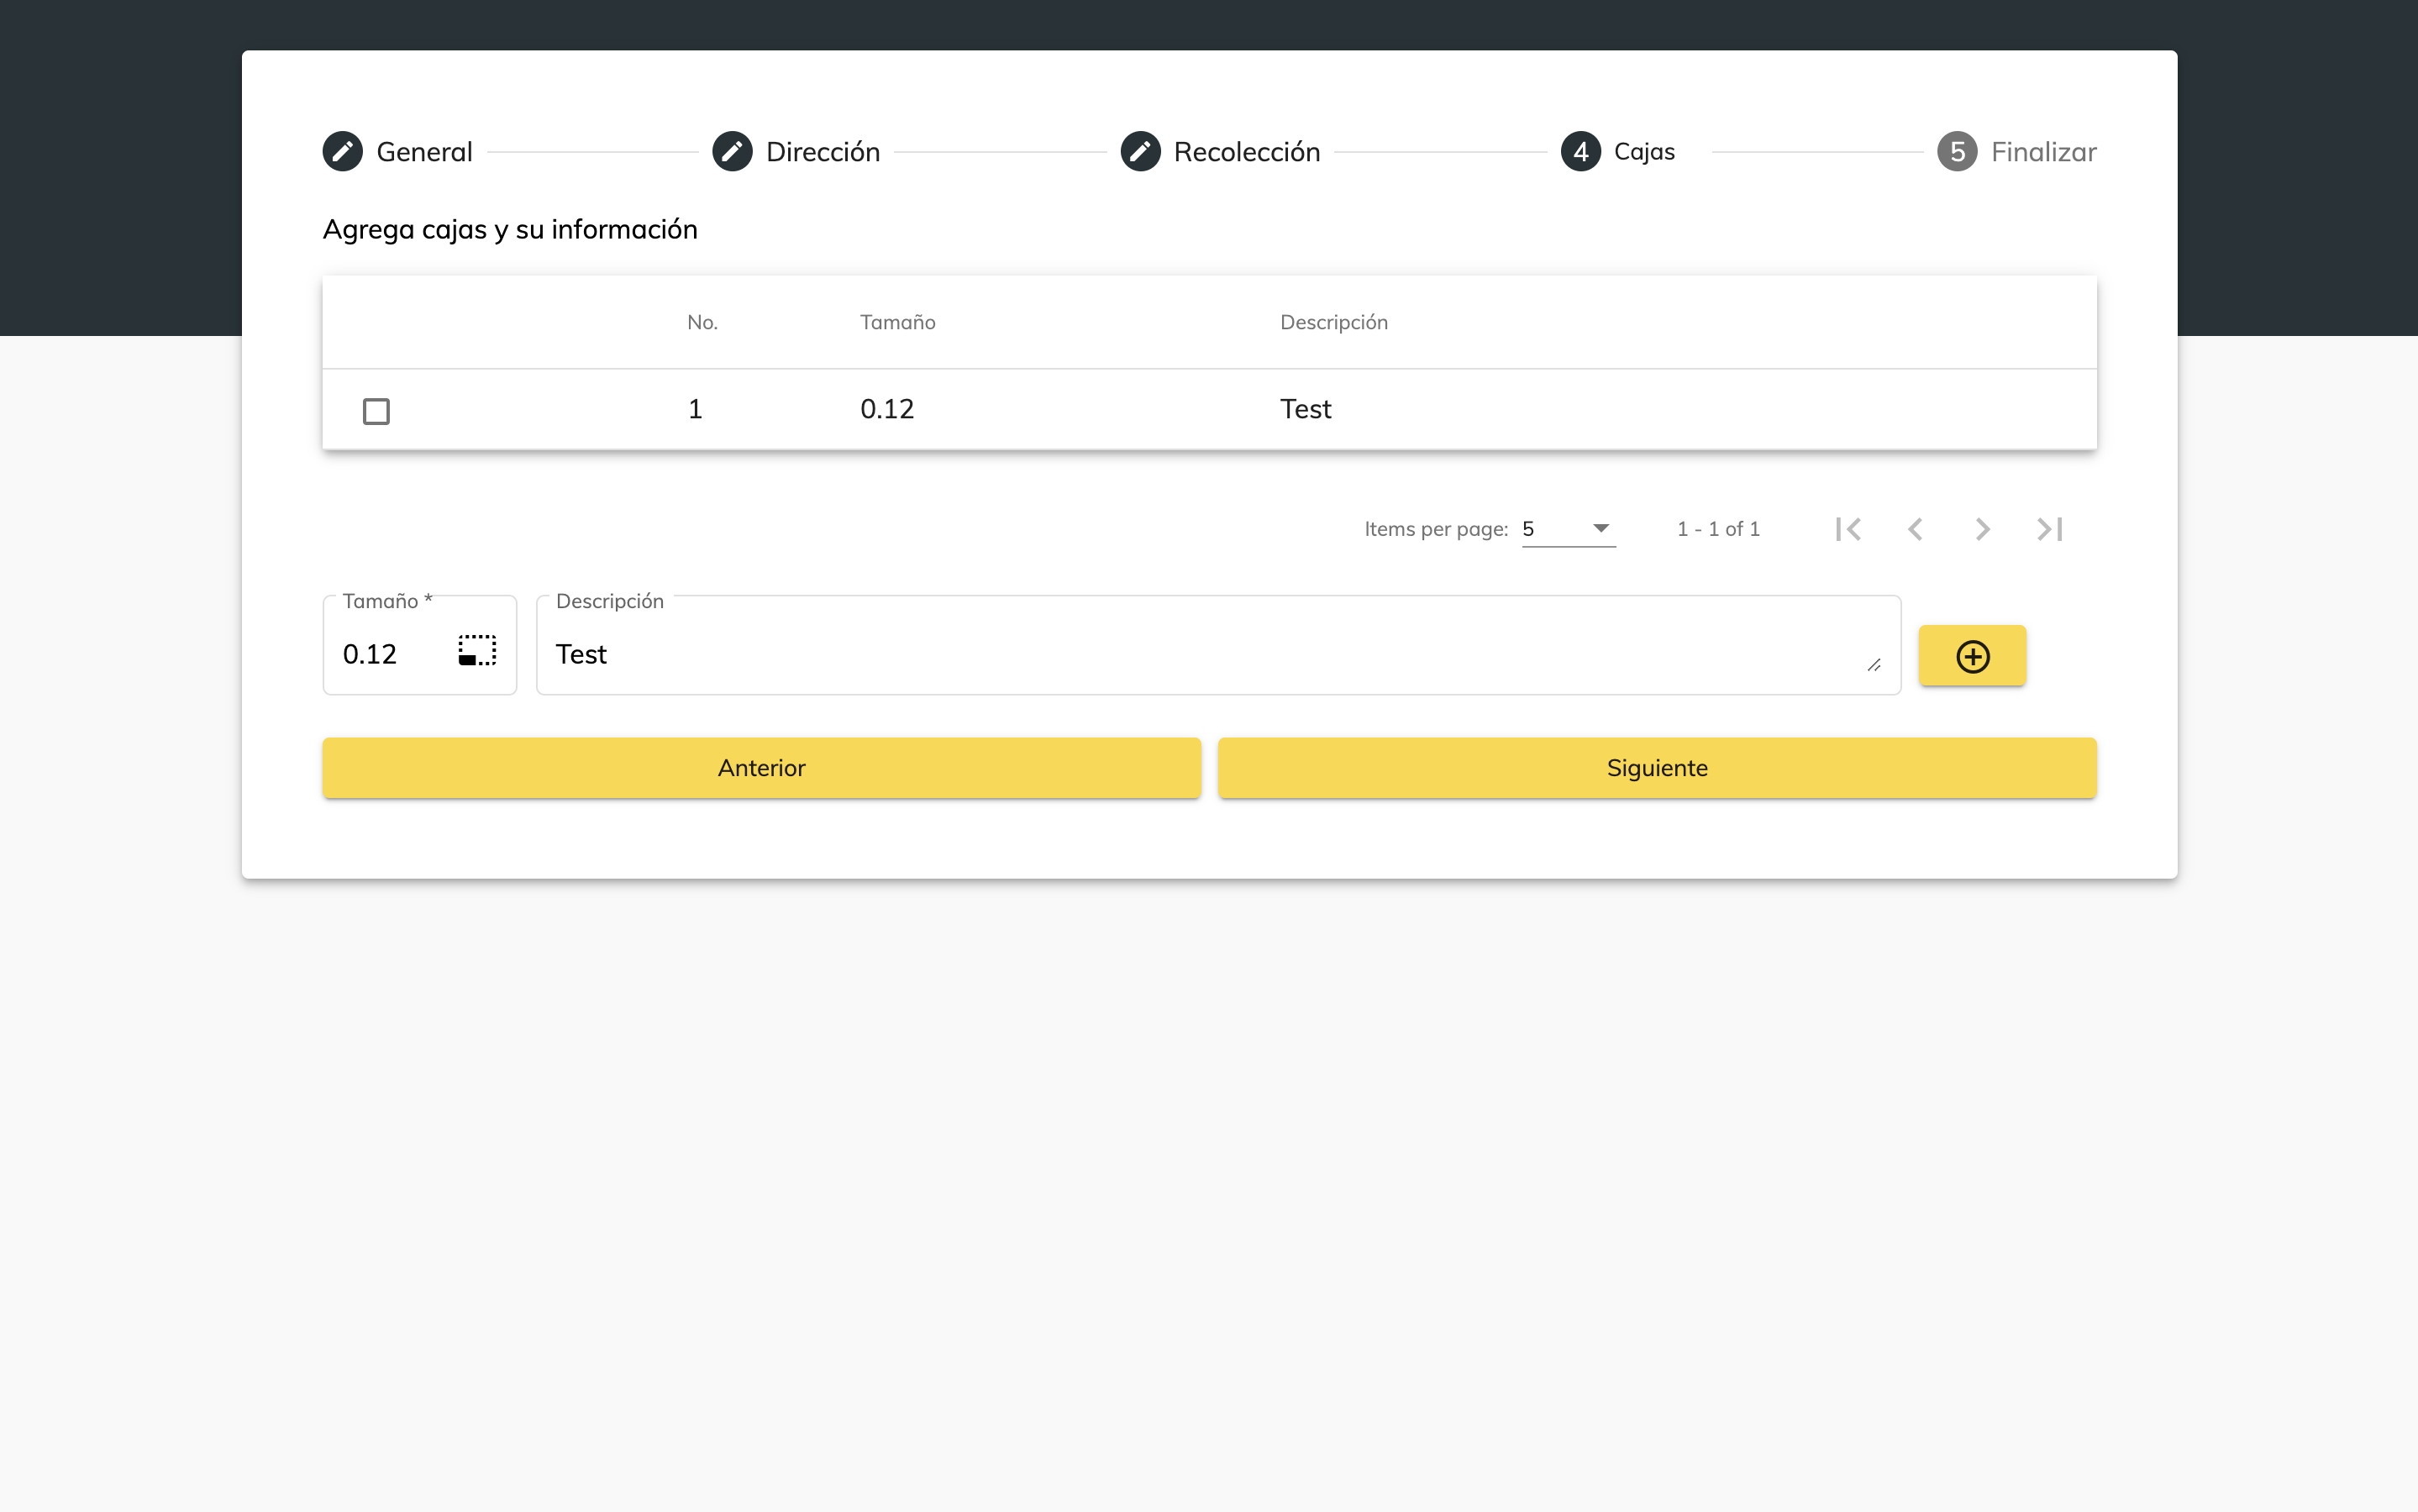 General
Dirección
Recolección
4 Cajas
5 Finalizar
Agrega cajas y su información
No. Tamaño Descripción
1 0.12 Test
Items per page: 5 1 - 1 of 1
Tamaño * Descripción
0.12 Test
Anterior Siguiente